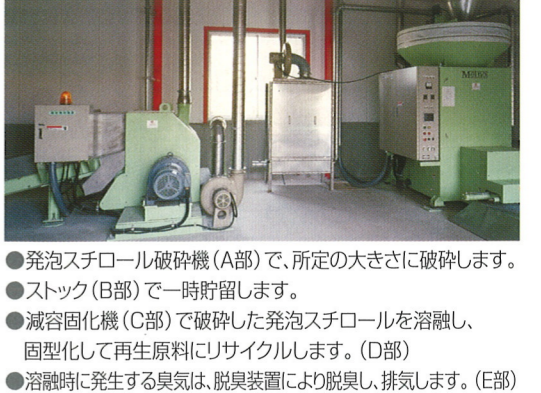 ●発泡スチロール破砕機(A部)で、所定の大きさに破砕します。
●ストック(B部)で一時貯留します。
●減容固化機(C部)で破砕した発泡スチロールを溶融し、
固型化して再生原料にリサイクルします。(D部)
●溶融時に発生する臭気は、脱臭装置により脱臭し、排気します。(E部)